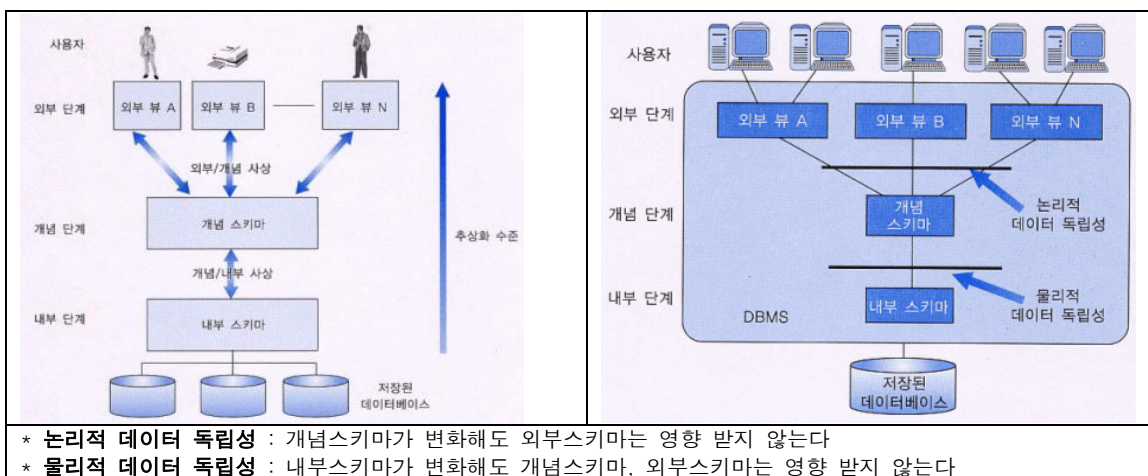 사용자
외부 단계
외부 뷰 A
외부 뷰 B
외부 뷰 N
외부/개념 사상
개념 단계
개념 스키마
추상화 수준
개념/내부 사상
내부 단계
내부 스키마
저장된
데이터베이스
사용자
외부 단계
외부 뷰 A
외부 뷰 B
외부 뷰 N
개념 단계
개념
스키마
논리적
데이터 독립성
내부 단계
내부 스키마
물리적
데이터 독립성
DBMS
저장된
데이터베이스
* 논리적 데이터 독립성 : 개념스키마가 변화해도 외부스키마는 영향 받지 않는다
* 물리적 데이터 독립성 : 내부스키마가 변화해도 개념스키마, 외부스키마는 영향 받지 않는다